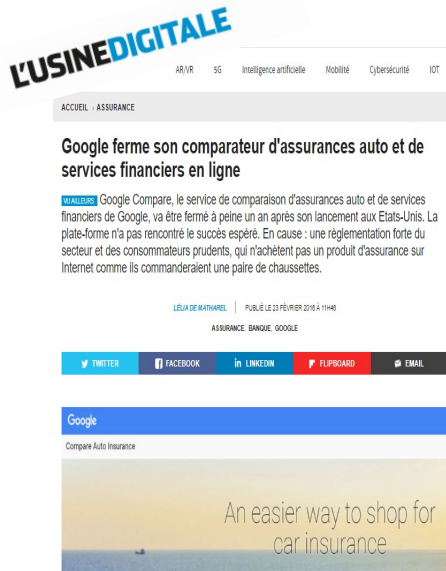 L'USINEDIGITALE
AR/VR 5G Intelligence artificielle Mobilité Cybersécurité IOT
ACCUEIL › ASSURANCE
Google ferme son comparateur d'assurances auto et de
services financiers en ligne
VU AILLEURS Google Compare, le service de comparaison d'assurances auto et de services
financiers de Google, va être fermé à peine un an après son lancement aux Etats-Unis. La
plate-forme n'a pas rencontré le succès espéré. En cause : une règlementation forte du
secteur et des consommateurs prudents, qui n'achètent pas un produit d'assurance sur
Internet comme ils commanderaient une paire de chaussettes.
LÉLIA DE MATHAREL | PUBLIÉ LE 23 FÉVRIER 2016 À 11H46
ASSURANCE, BANQUE, GOOGLE
TWITTER FACEBOOK LINKEDIN FLIPBOARD EMAIL
Google
Compare Auto Insurance
An easier way to shop for
car insurance